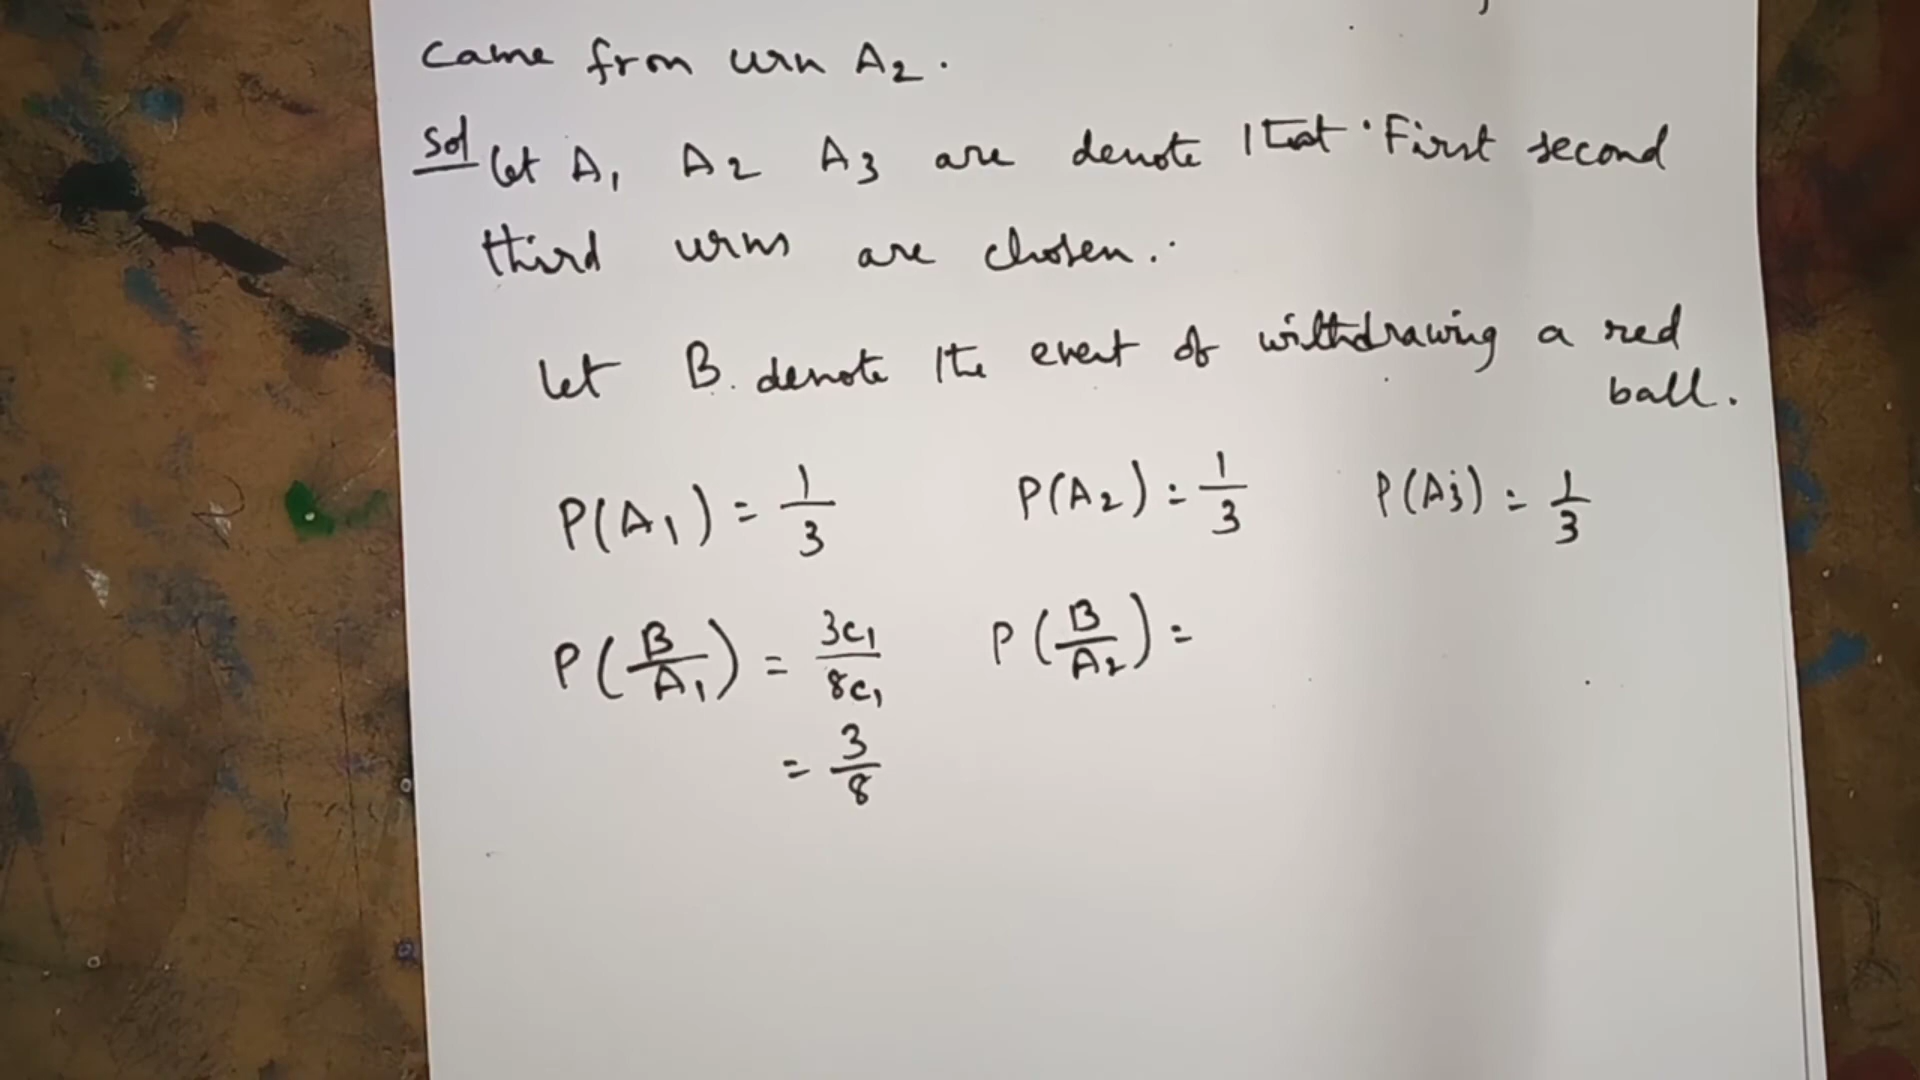 came from urn A2.
Sol let A1 A2 A3 are denote that First second
third urns are chosen.
let B. denote the event of withdrawing a red
ball.
P(A1) = 1/3 P(A2) = 1/3 P(A3) = 1/3
P(B/A1) = 3c1/8c1 P(B/A2) =
= 3/8